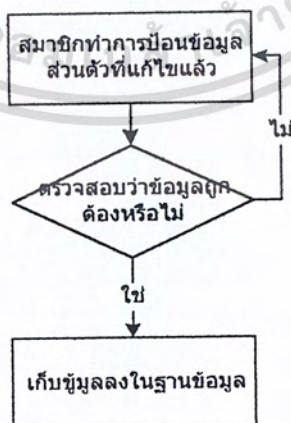 สมาชิกทำการป้อนข้อมูล
ส่วนตัวที่แก้ไขแล้ว
ไม่
ตรวจสอบว่าข้อมูลถูก
ต้องหรือไม่
ใช่
เก็บข้มูลลงในฐานข้อมูล